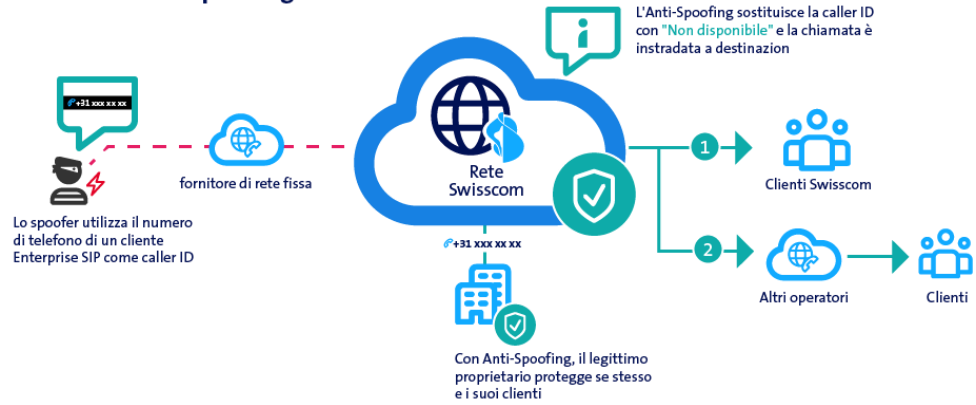 L'Anti-Spoofing sostituisce la caller ID
con "Non disponibile" e la chiamata è
instradata a destinazion
+31 xxx xx xx
fornitore di rete fissa
Rete
Swisscom
1
Clienti Swisscom
Lo spoofer utilizza il numero
di telefono di un cliente
Enterprise SIP come caller ID
+31 xxx xx xx
2
Altri operatori
Clienti
Con Anti-Spoofing, il legittimo
proprietario protegge se stesso
e i suoi clienti